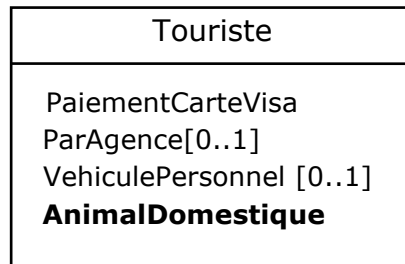 Touriste
PaiementCarteVisa
ParAgence[0..1]
VehiculePersonnel [0..1]
AnimalDomestique